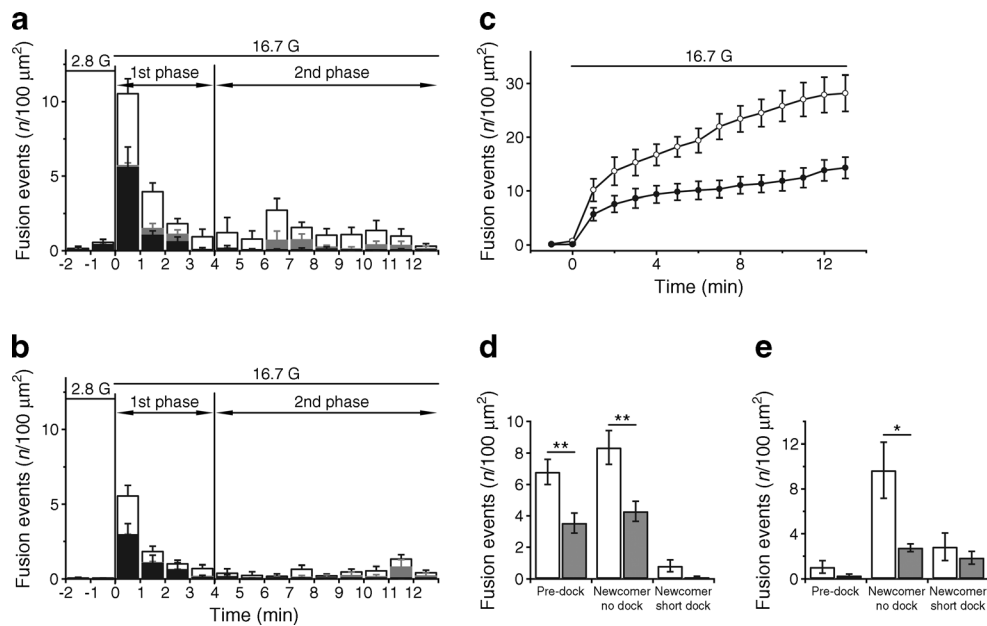 a
16.7 G
2.8 G
1st phase
2nd phase
Fusion events (n/100 μm²)
10
5
0
-2 -1 0 1 2 3 4 5 6 7 8 9 10 11 12
b
16.7 G
2.8 G
1st phase
2nd phase
Fusion events (n/100 μm²)
10
5
0
-2 -1 0 1 2 3 4 5 6 7 8 9 10 11 12
Time (min)
c
16.7 G
Fusion events (n/100 μm²)
30
20
10
0
0 4 8 12
Time (min)
d
Fusion events (n/100 μm²)
10
8
6
4
2
0
**
**
Pre-dock
Newcomer no dock
Newcomer short dock
e
Fusion events (n/100 μm²)
12
8
4
0
*
Pre-dock
Newcomer no dock
Newcomer short dock